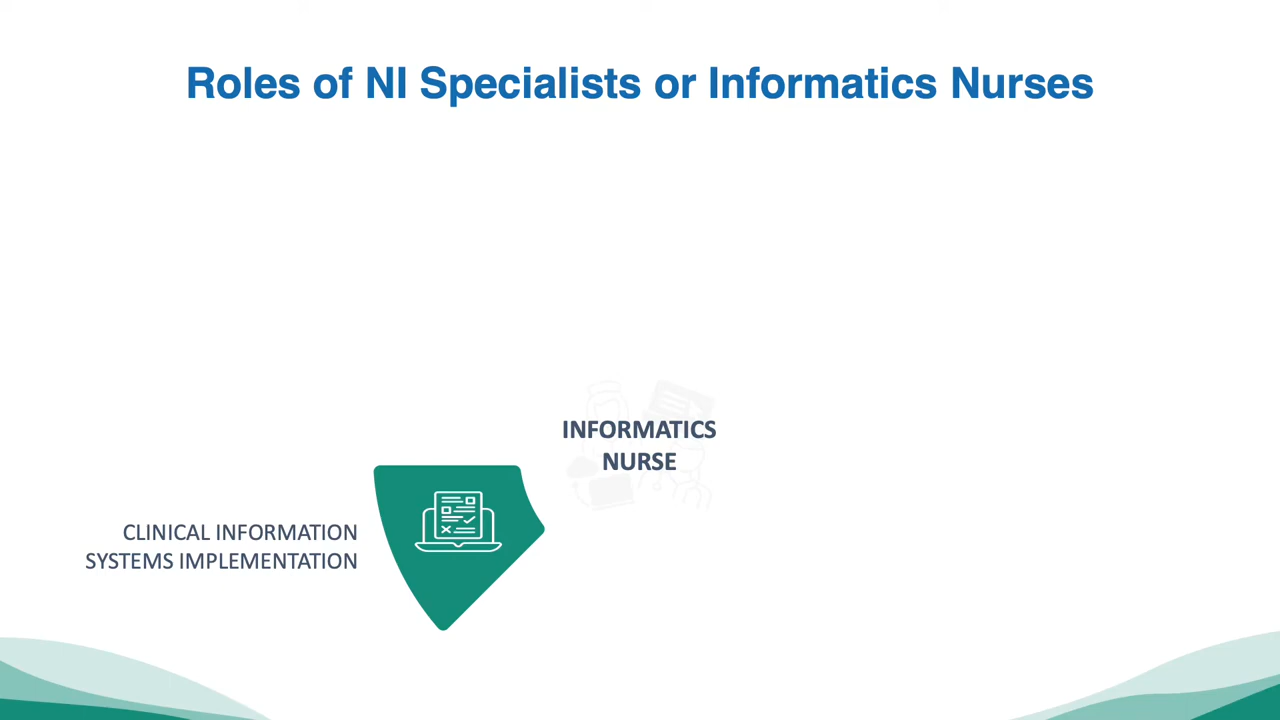 Roles of NI Specialists or Informatics Nurses
INFORMATICS
NURSE
CLINICAL INFORMATION
SYSTEMS IMPLEMENTATION